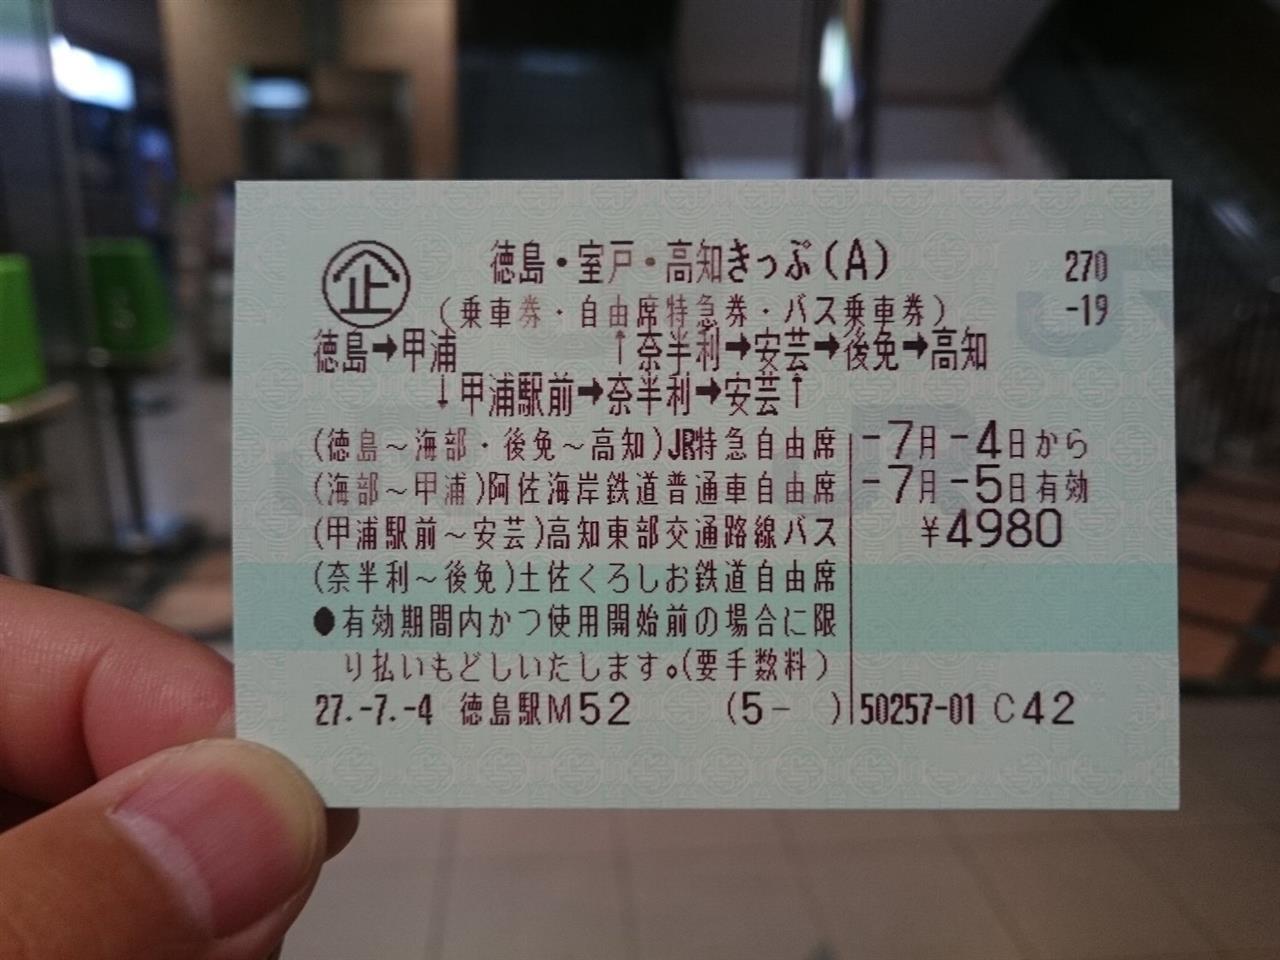 企 徳島・室戸・高知きっぷ(A) 270
(乗車券・自由席特急券・バス乗車券) -19
徳島→甲浦 ↑奈半利→安芸→後免→高知
↓甲浦駅前→奈半利→安芸↑
(徳島～海部・後免～高知)JR特急自由席 -7月-4日から
(海部～甲浦)阿佐海岸鉄道普通車自由席 -7月-5日有効
(甲浦駅前～安芸)高知東部交通路線バス ¥4980
(奈半利～後免)土佐くろしお鉄道自由席
●有効期間内かつ使用開始前の場合に限
り払いもどしいたします。(要手数料)
27.-7.-4 徳島駅M52 (5- ) 50257-01 C42